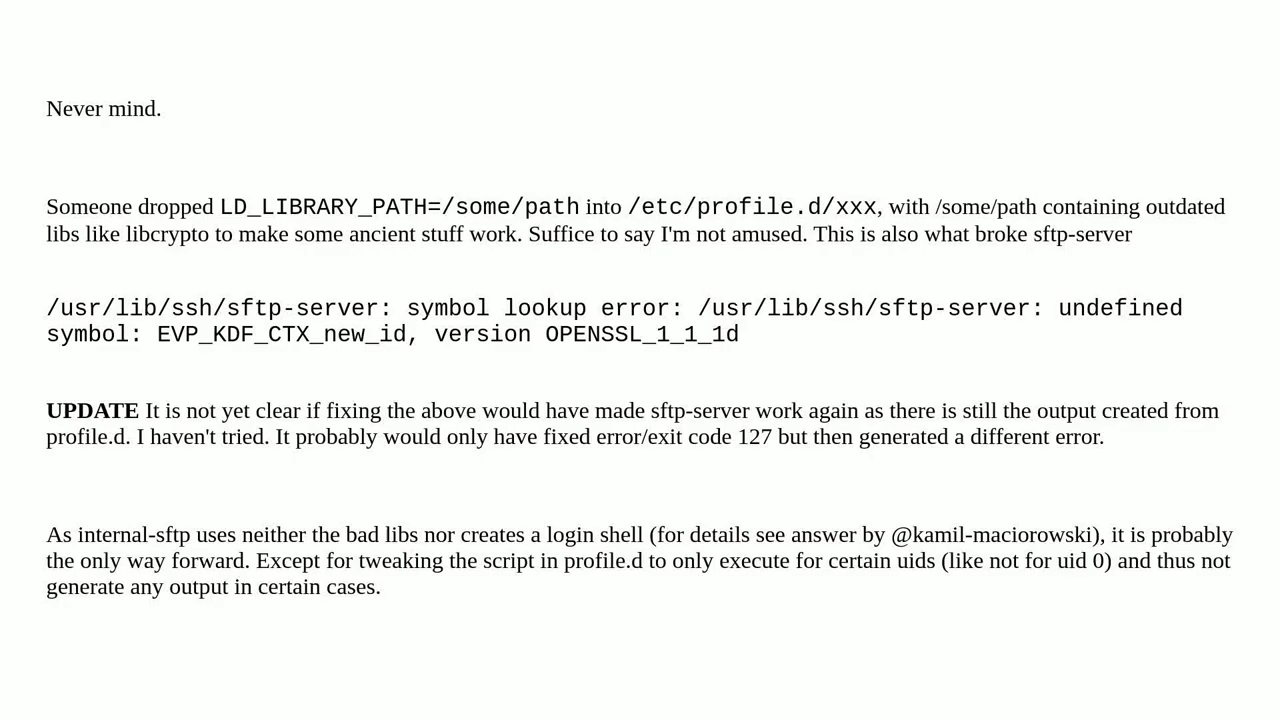 Never mind.
Someone dropped LD_LIBRARY_PATH=/some/path into /etc/profile.d/xxx, with /some/path containing outdated
libs like libcrypto to make some ancient stuff work. Suffice to say I'm not amused. This is also what broke sftp-server
/usr/lib/ssh/sftp-server: symbol lookup error: /usr/lib/ssh/sftp-server: undefined
symbol: EVP_KDF_CTX_new_id, version OPENSSL_1_1_1d
UPDATE It is not yet clear if fixing the above would have made sftp-server work again as there is still the output created from
profile.d. I haven't tried. It probably would only have fixed error/exit code 127 but then generated a different error.
As internal-sftp uses neither the bad libs nor creates a login shell (for details see answer by @kamil-maciorowski), it is probably
the only way forward. Except for tweaking the script in profile.d to only execute for certain uids (like not for uid 0) and thus not
generate any output in certain cases.